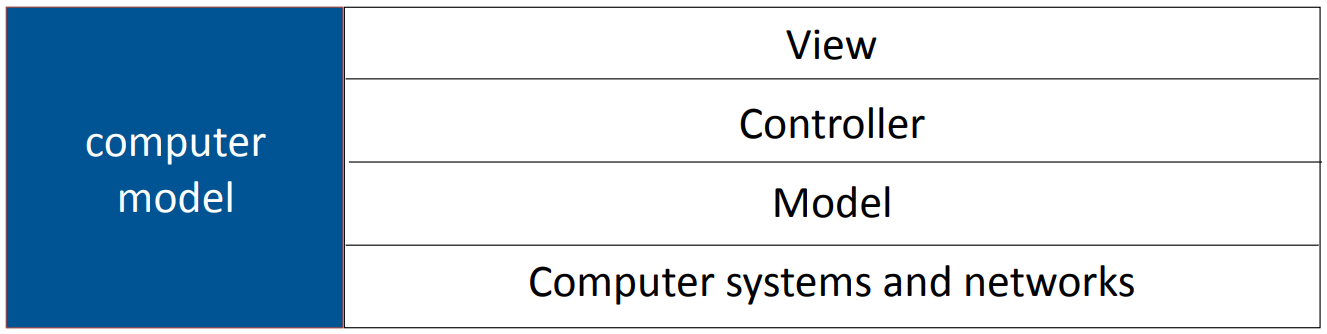 computer
model
View
Controller
Model
Computer systems and networks